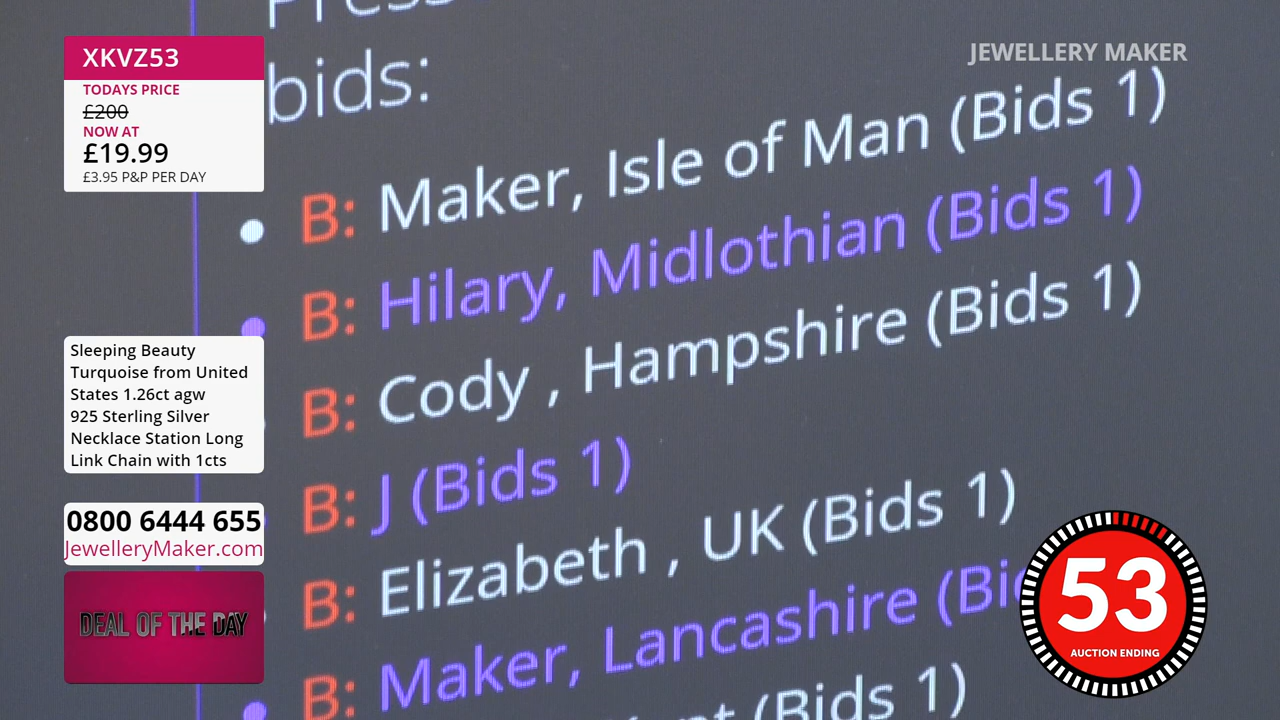 XKVZ53
TODAYS PRICE
£200
NOW AT
£19.99
£3.95 P&P PER DAY
JEWELLERY MAKER
bids:
B: Maker, Isle of Man (Bids 1)
B: Hilary, Midlothian (Bids 1)
B: Cody , Hampshire (Bids 1)
B: J (Bids 1)
B: Elizabeth , UK (Bids 1)
B: Maker, Lancashire
(Bids 1)
Sleeping Beauty
Turquoise from United
States 1.26ct agw
925 Sterling Silver
Necklace Station Long
Link Chain with 1cts
0800 6444 655
JewelleryMaker.com
DEAL OF THE DAY
53
AUCTION ENDING